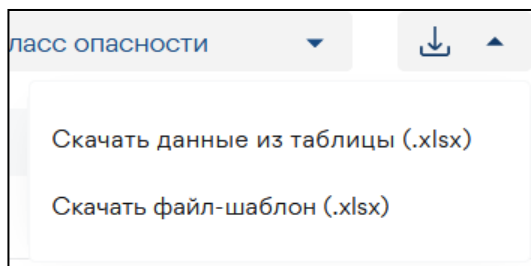 ласс опасности
Скачать данные из таблицы (.xlsx)
Скачать файл-шаблон (.xlsx)